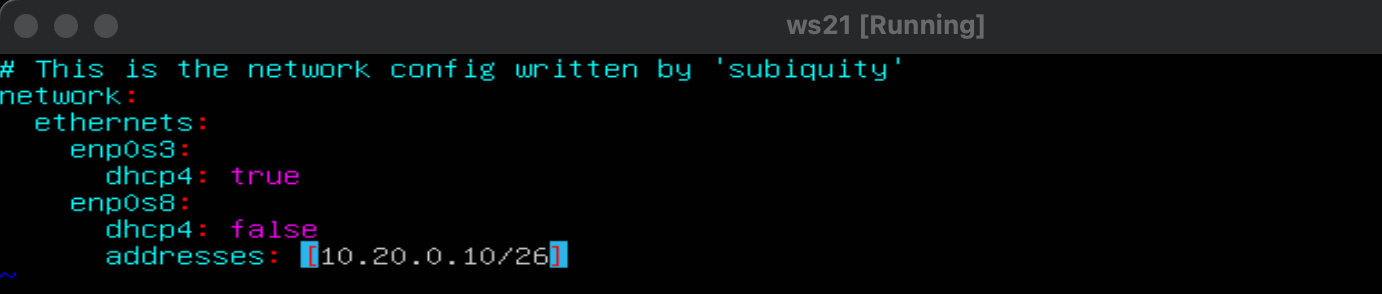 ws21 [Running]
# This is the network config written by 'subiquity'
network:
  ethernets:
    enp0s3:
      dhcp4: true
    enp0s8:
      dhcp4: false
      addresses: [10.20.0.10/26]
~